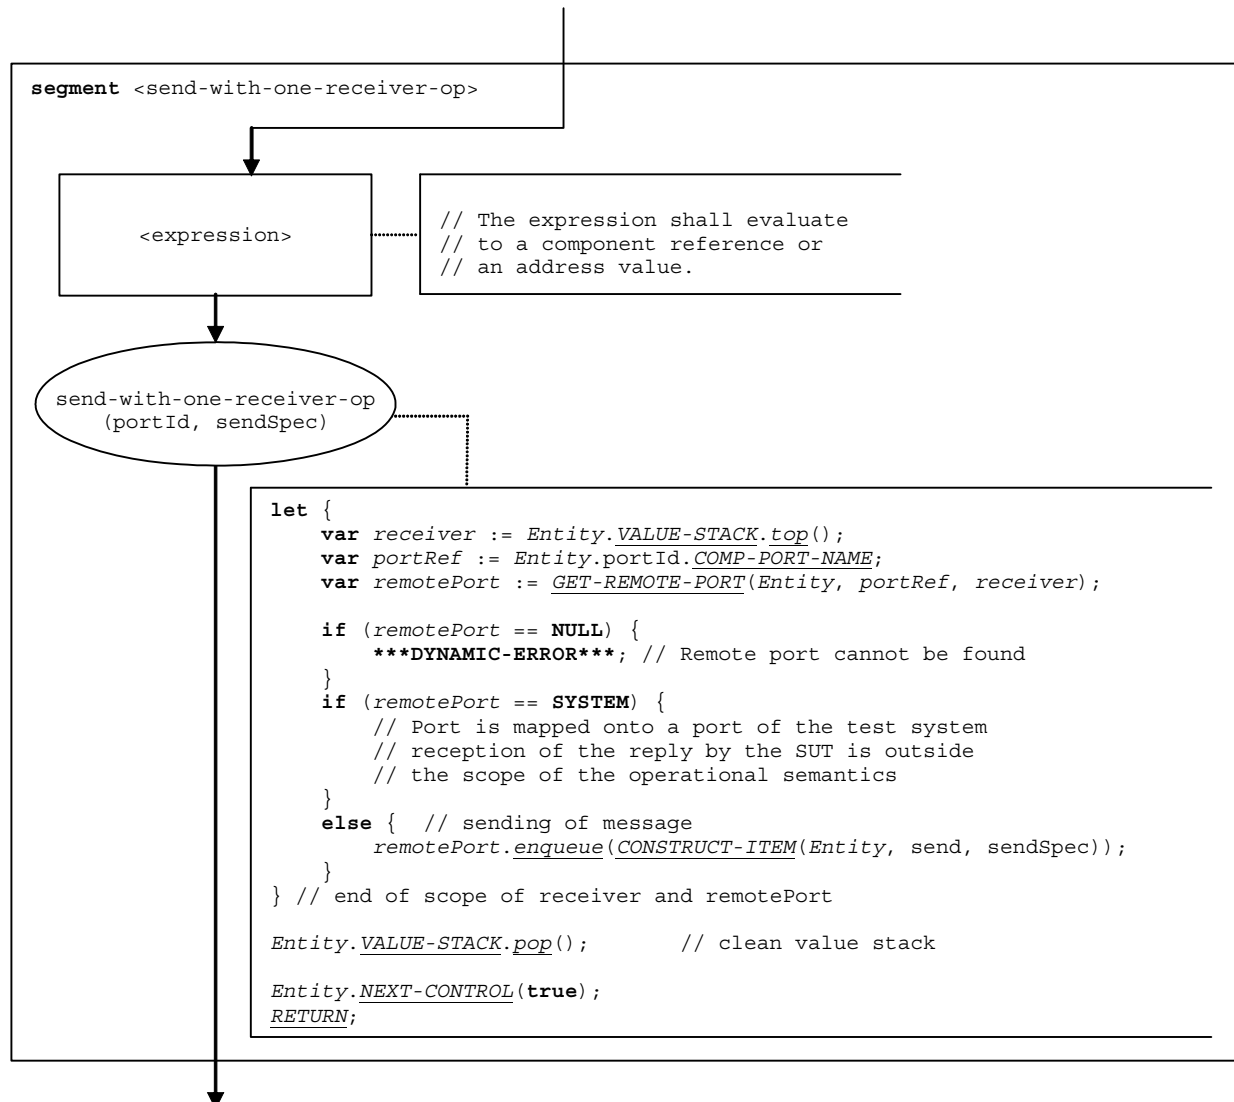 segment <send-with-one-receiver-op>
<expression>
// The expression shall evaluate
// to a component reference or
// an address value.
send-with-one-receiver-op
(portId, sendSpec)
let {
    var receiver := Entity.VALUE-STACK.top();
    var portRef := Entity.portId.COMP-PORT-NAME;
    var remotePort := GET-REMOTE-PORT(Entity, portRef, receiver);
    if (remotePort == NULL) {
        ***DYNAMIC-ERROR***; // Remote port cannot be found
    }
    if (remotePort == SYSTEM) {
        // Port is mapped onto a port of the test system
        // reception of the reply by the SUT is outside
        // the scope of the operational semantics
    }
    else {  // sending of message
        remotePort.enqueue(CONSTRUCT-ITEM(Entity, send, sendSpec));
    }
} // end of scope of receiver and remotePort
Entity.VALUE-STACK.pop();        // clean value stack
Entity.NEXT-CONTROL(true);
RETURN;